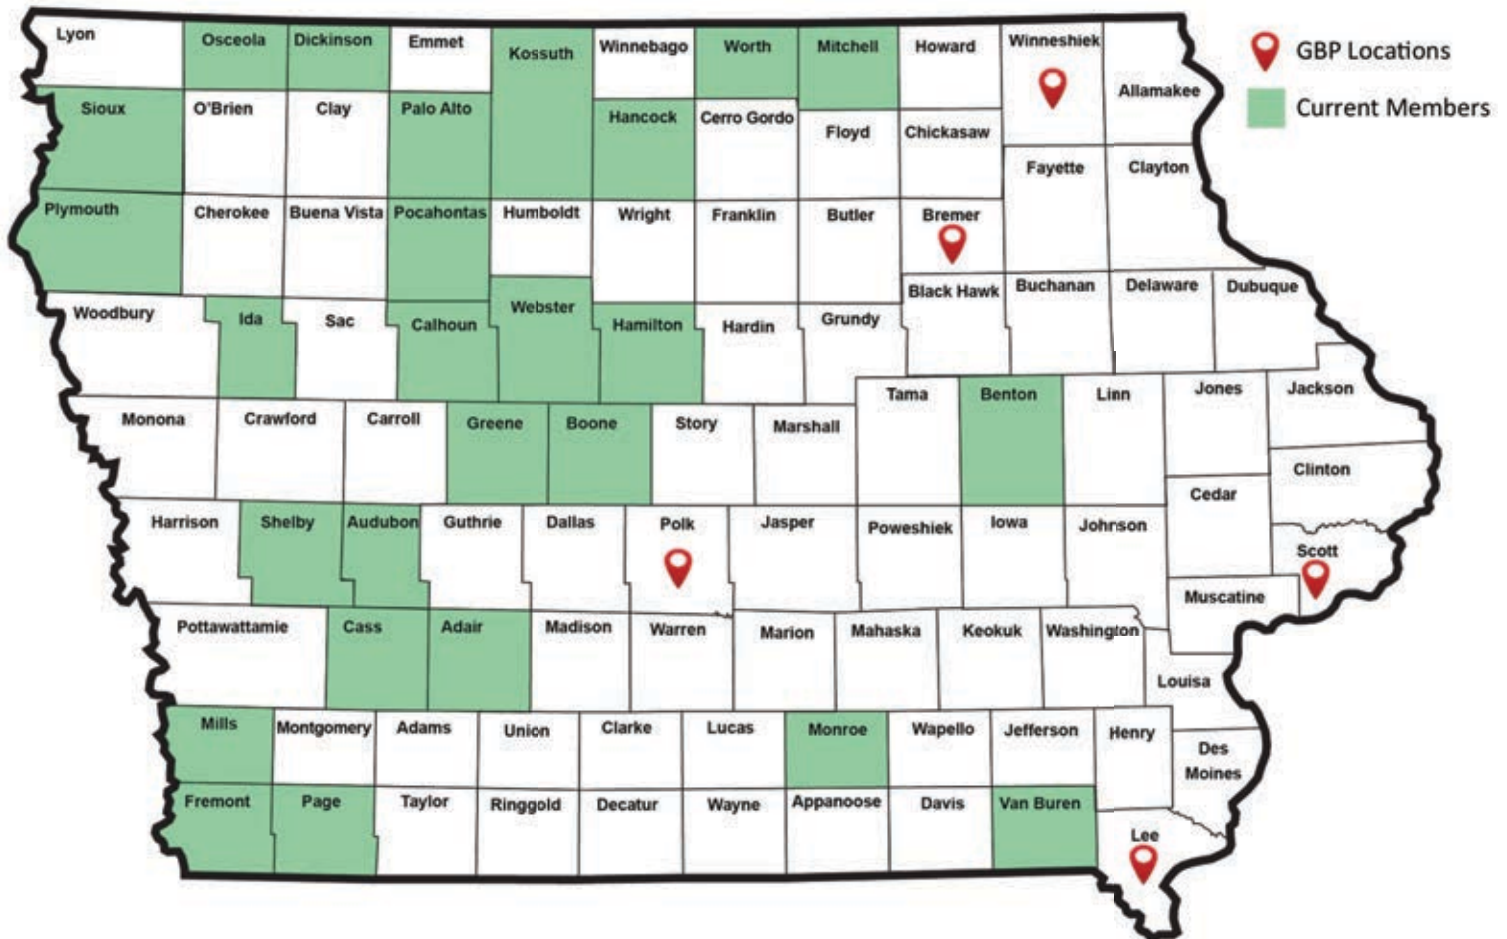 Lyon
Osceola
Dickinson
Emmet
Kossuth
Winnebago
Worth
Mitchell
Howard
Winneshiek
Allamakee
GBP Locations
Current Members
Sioux
O'Brien
Clay
Palo Alto
Hancock
Cerro Gordo
Floyd
Chickasaw
Fayette
Clayton
Plymouth
Cherokee
Buena Vista
Pocahontas
Humboldt
Wright
Franklin
Butler
Bremer
Woodbury
Ida
Sac
Calhoun
Webster
Hamilton
Hardin
Grundy
Black Hawk
Buchanan
Delaware
Dubuque
Monona
Crawford
Carroll
Greene
Boone
Story
Marshall
Tama
Benton
Linn
Jones
Jackson
Clinton
Cedar
Harrison
Shelby
Audubon
Guthrie
Dallas
Polk
Jasper
Poweshiek
Iowa
Johnson
Scott
Muscatine
Pottawattamie
Cass
Adair
Madison
Warren
Marion
Mahaska
Keokuk
Washington
Louisa
Mills
Montgomery
Adams
Union
Clarke
Lucas
Monroe
Wapello
Jefferson
Henry
Des
Moines
Fremont
Page
Taylor
Ringgold
Decatur
Wayne
Appanoose
Davis
Van Buren
Lee